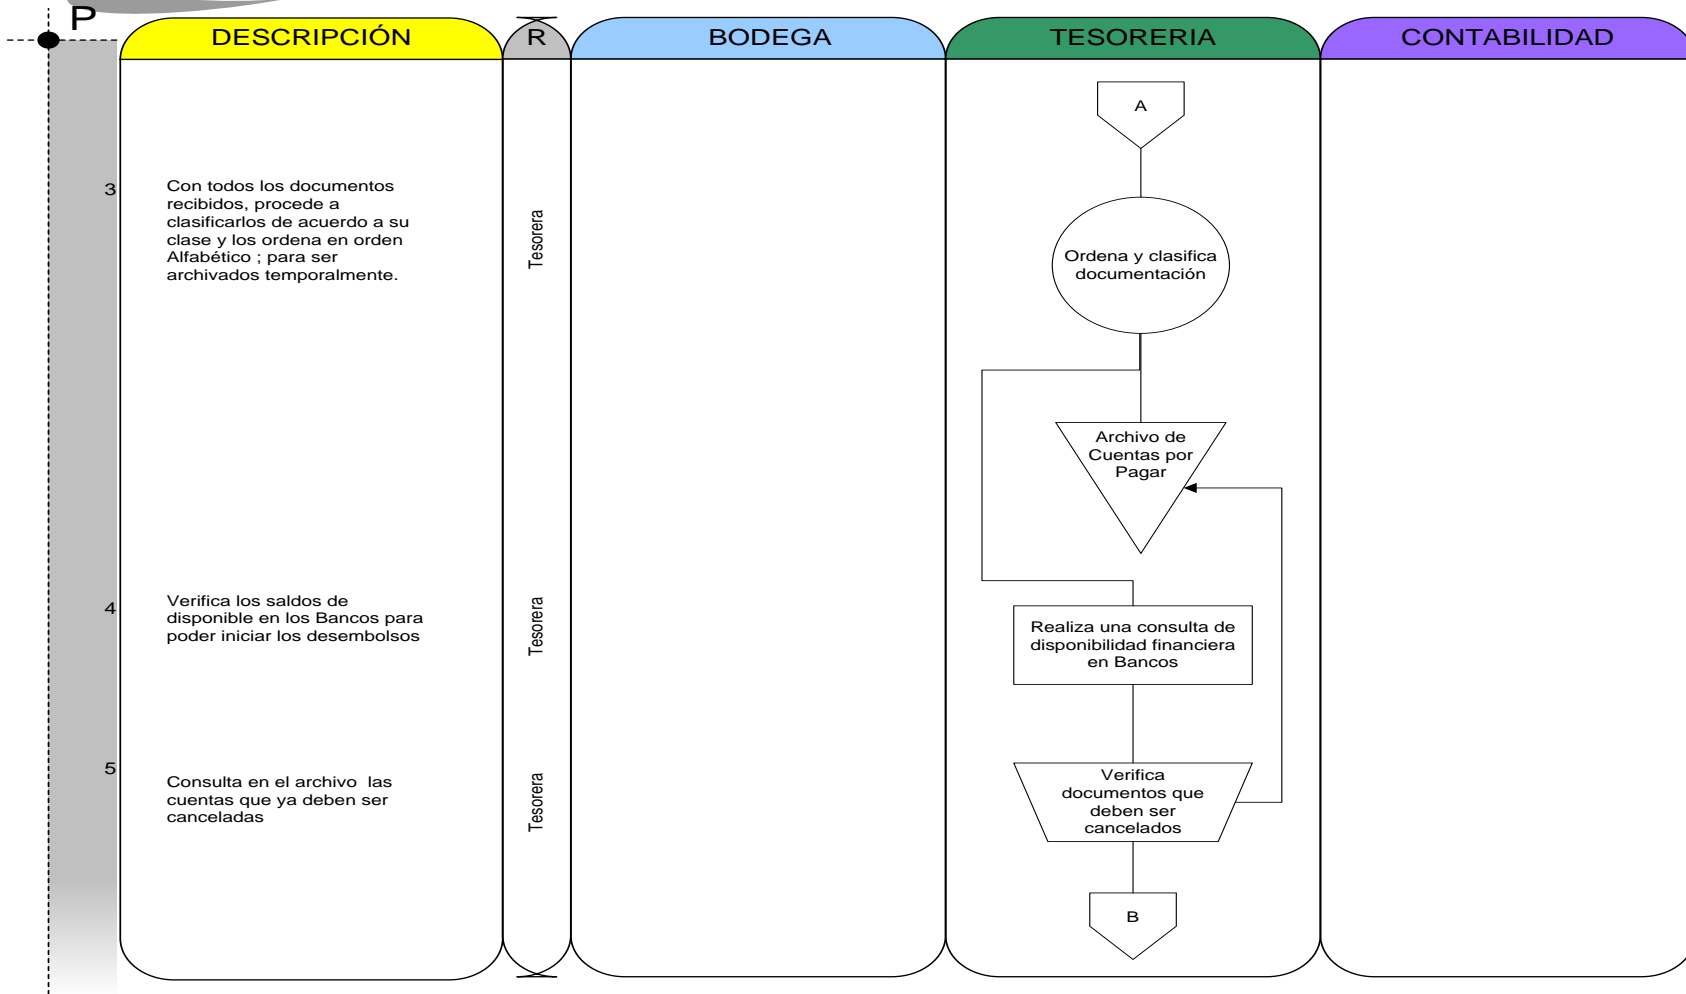 P
DESCRIPCIÓN
R
BODEGA
TESORERIA
CONTABILIDAD
A
3
Con todos los documentos
recibidos, procede a
clasificarlos de acuerdo a su
clase y los ordena en orden
Alfabético ; para ser
archivados temporalmente.
Tesorera
Ordena y clasifica
documentación
Archivo de
Cuentas por
Pagar
4
Verifica los saldos de
disponible en los Bancos para
poder iniciar los desembolsos
Tesorera
Realiza una consulta de
disponibilidad financiera
en Bancos
5
Consulta en el archivo  las
cuentas que ya deben ser
canceladas
Tesorera
Verifica
documentos que
deben ser
cancelados
B